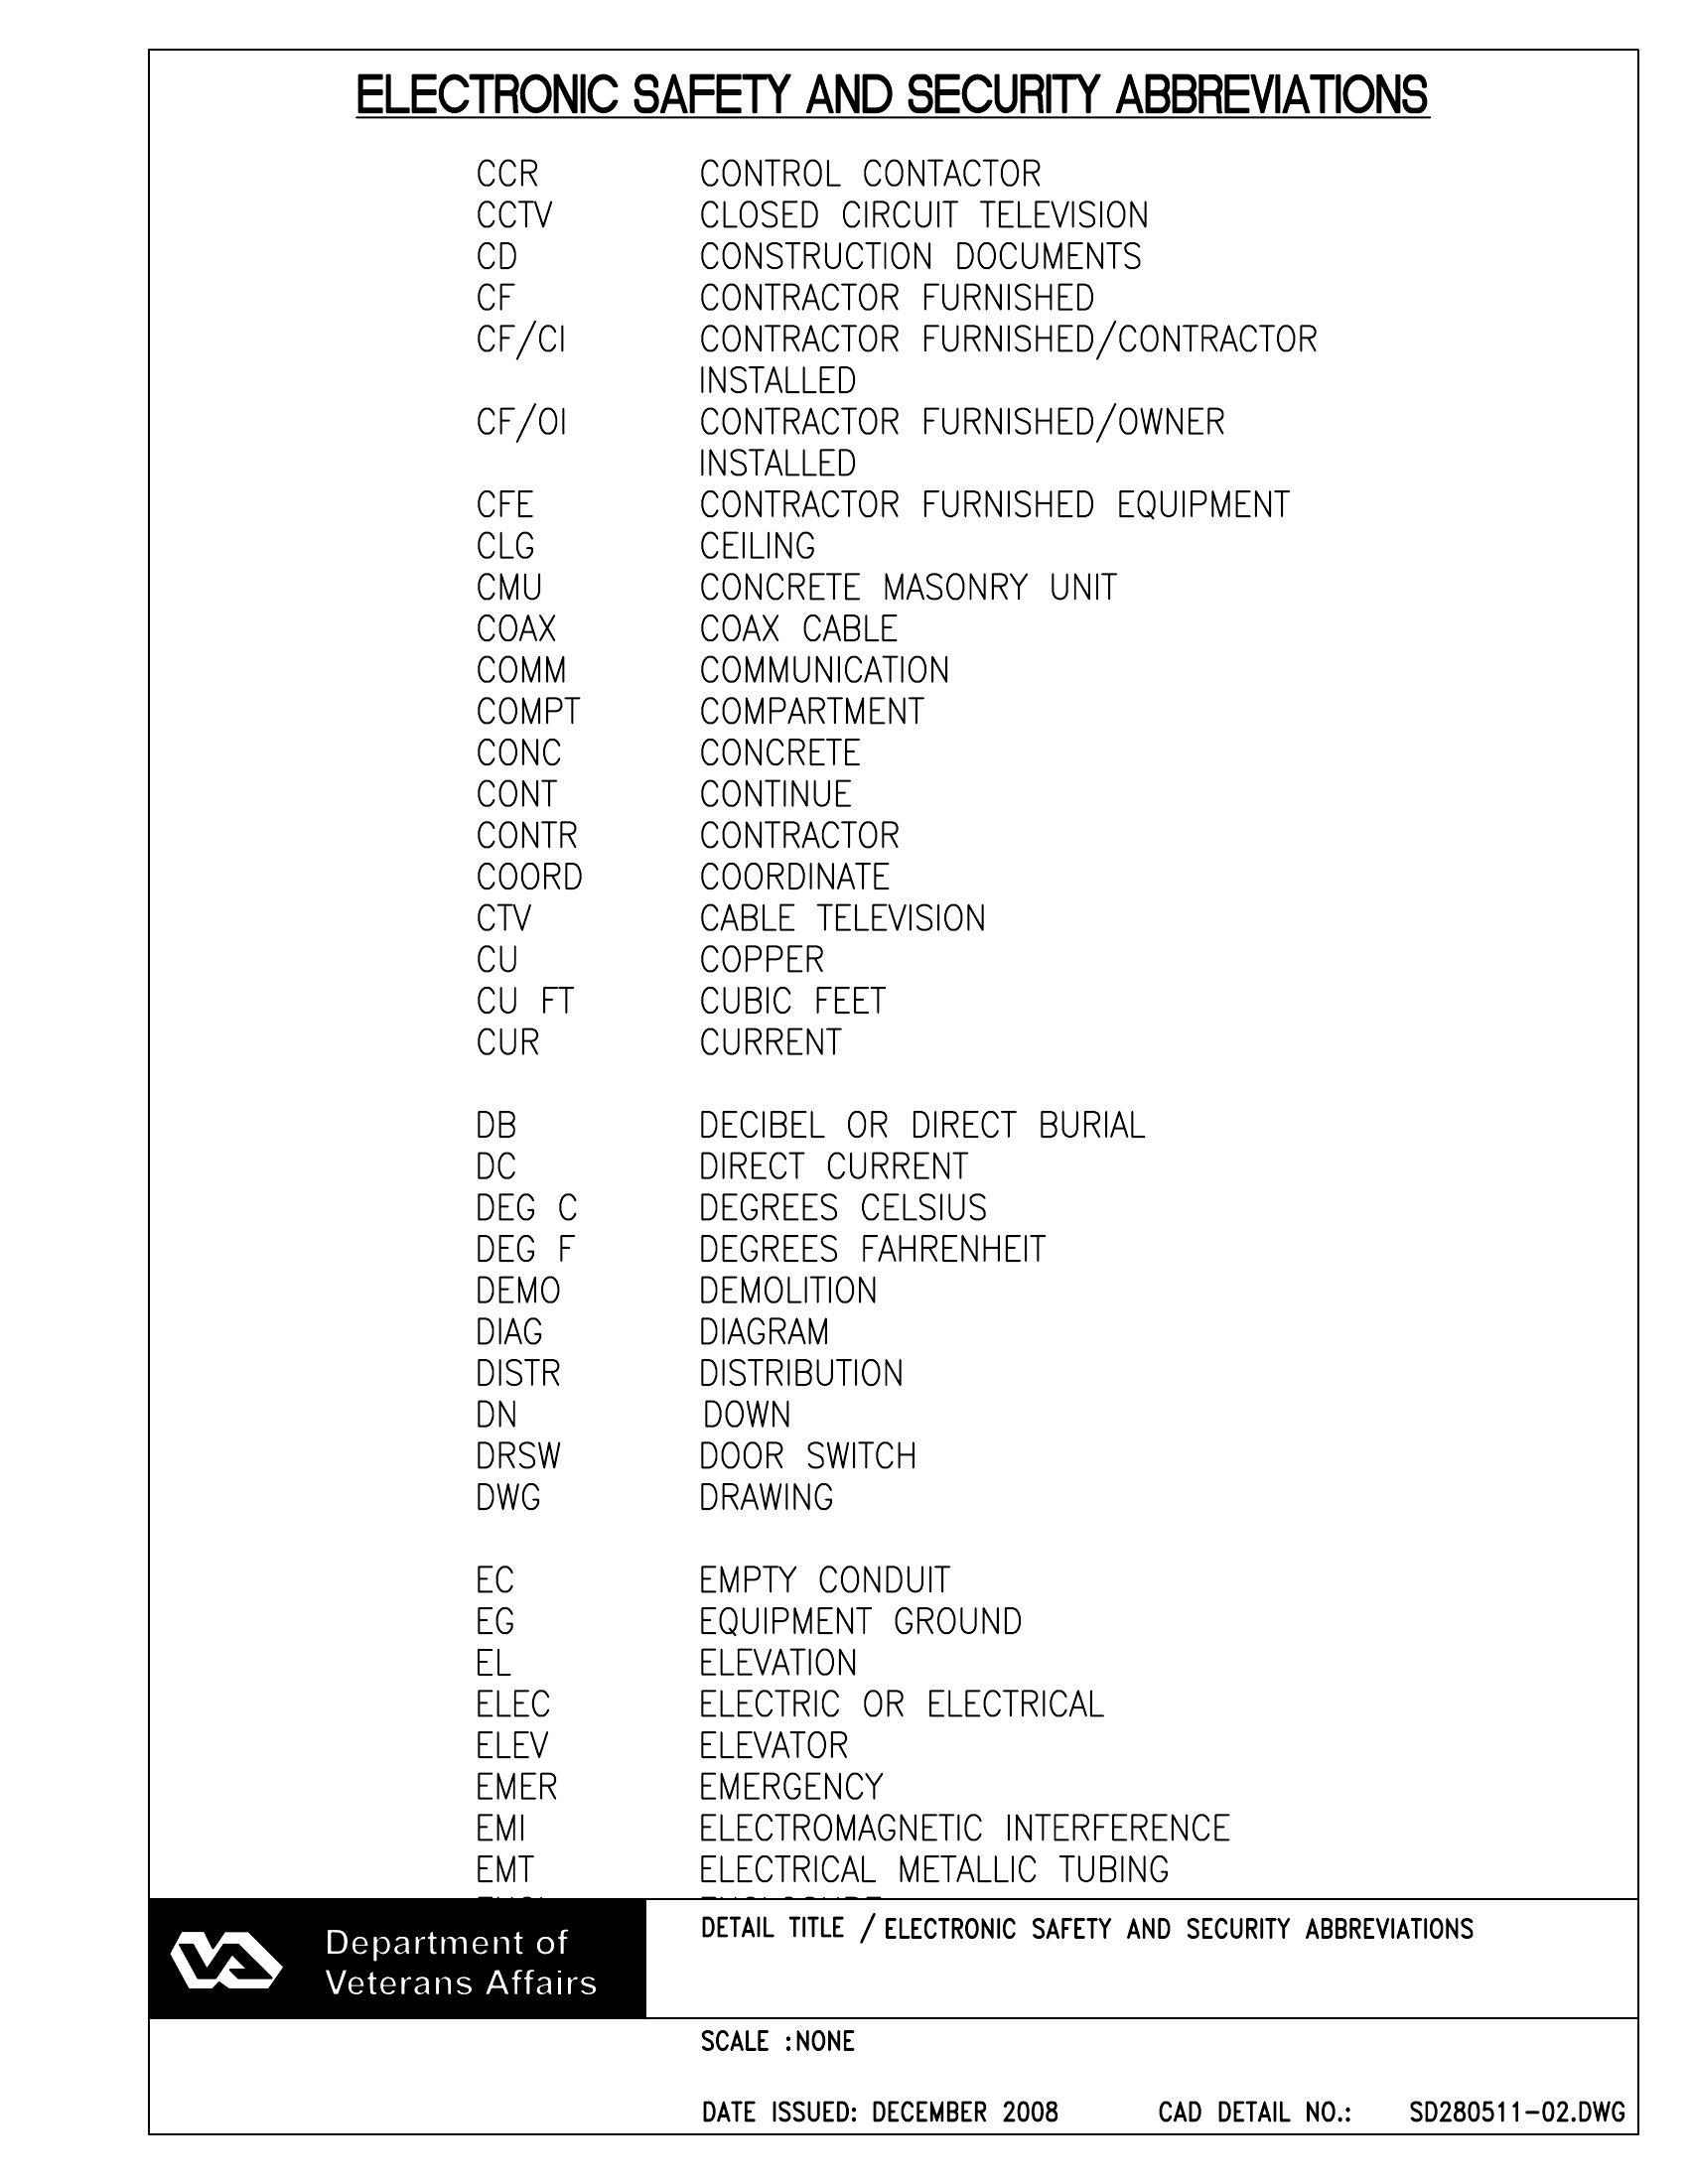 ELECTRONIC SAFETY AND SECURITY ABBREVIATIONS
CCR CONTROL CONTACTOR
CCTV CLOSED CIRCUIT TELEVISION
CD CONSTRUCTION DOCUMENTS
CF CONTRACTOR FURNISHED
CF/CI CONTRACTOR FURNISHED/CONTRACTOR
INSTALLED
CF/OI CONTRACTOR FURNISHED/OWNER
INSTALLED
CFE CONTRACTOR FURNISHED EQUIPMENT
CLG CEILING
CMU CONCRETE MASONRY UNIT
COAX COAX CABLE
COMM COMMUNICATION
COMPT COMPARTMENT
CONC CONCRETE
CONT CONTINUE
CONTR CONTRACTOR
COORD COORDINATE
CTV CABLE TELEVISION
CU COPPER
CU FT CUBIC FEET
CUR CURRENT
DB DECIBEL OR DIRECT BURIAL
DC DIRECT CURRENT
DEG C DEGREES CELSIUS
DEG F DEGREES FAHRENHEIT
DEMO DEMOLITION
DIAG DIAGRAM
DISTR DISTRIBUTION
DN DOWN
DRSW DOOR SWITCH
DWG DRAWING
EC EMPTY CONDUIT
EG EQUIPMENT GROUND
EL ELEVATION
ELEC ELECTRIC OR ELECTRICAL
ELEV ELEVATOR
EMER EMERGENCY
EMI ELECTROMAGNETIC INTERFERENCE
EMT ELECTRICAL METALLIC TUBING
Department of
Veterans Affairs
DETAIL TITLE / ELECTRONIC SAFETY AND SECURITY ABBREVIATIONS
SCALE :NONE
DATE ISSUED: DECEMBER 2008 CAD DETAIL NO.: SD280511-02.DWG